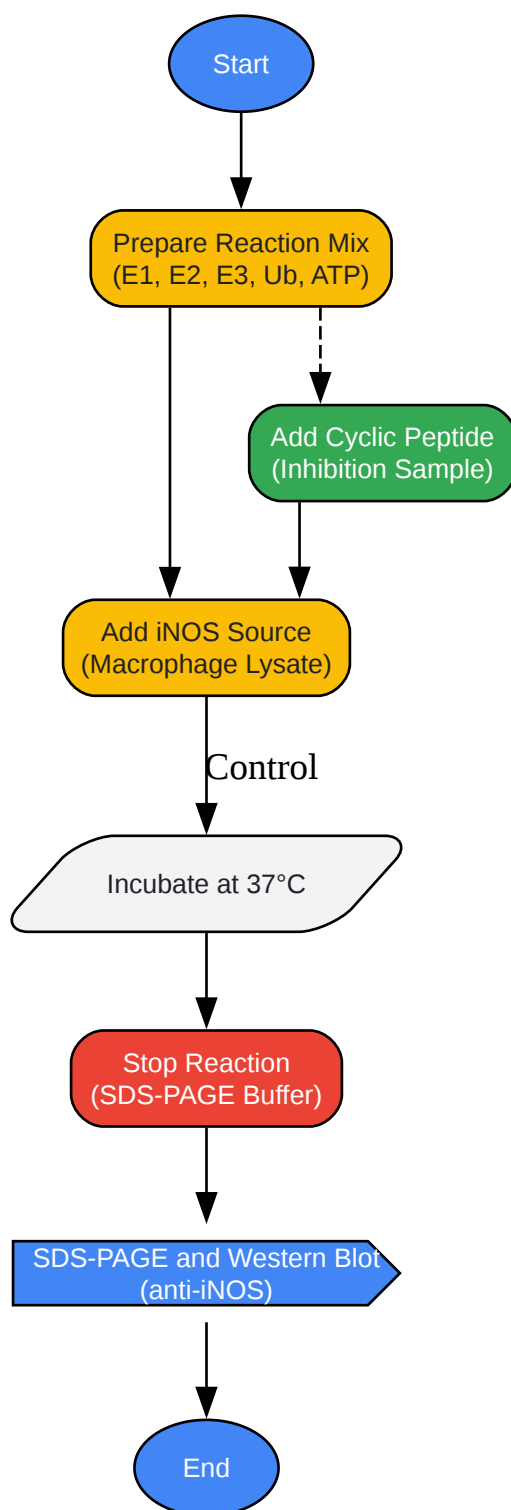 Start
Prepare Reaction Mix
(E1, E2, E3, Ub, ATP)
Add Cyclic Peptide
(Inhibition Sample)
Add iNOS Source
(Macrophage Lysate)
Control
Incubate at 37°C
Stop Reaction
(SDS-PAGE Buffer)
SDS-PAGE and Western Blot
(anti-iNOS)
End